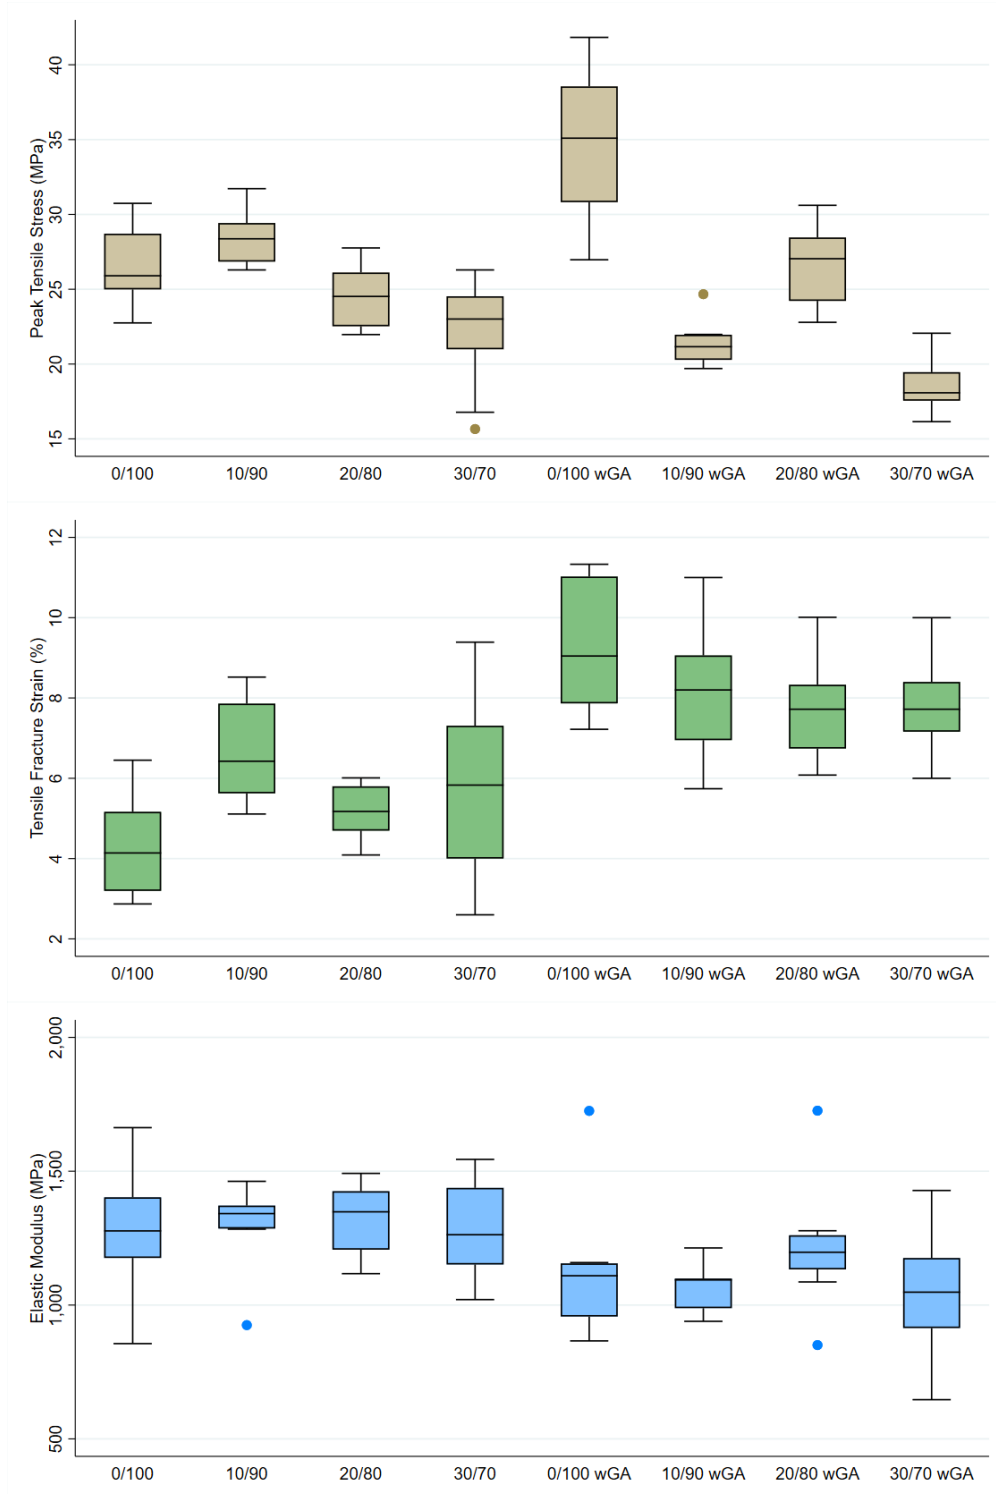 Peak Tensile Stress (MPa)
40
35
30
25
20
15
0/100 10/90 20/80 30/70 0/100 wGA 10/90 wGA 20/80 wGA 30/70 wGA
Tensile Fracture Strain (%)
12
10
8
6
4
2
0/100 10/90 20/80 30/70 0/100 wGA 10/90 wGA 20/80 wGA 30/70 wGA
Elastic Modulus (MPa)
2,000
1,500
1,000
500
0/100 10/90 20/80 30/70 0/100 wGA 10/90 wGA 20/80 wGA 30/70 wGA